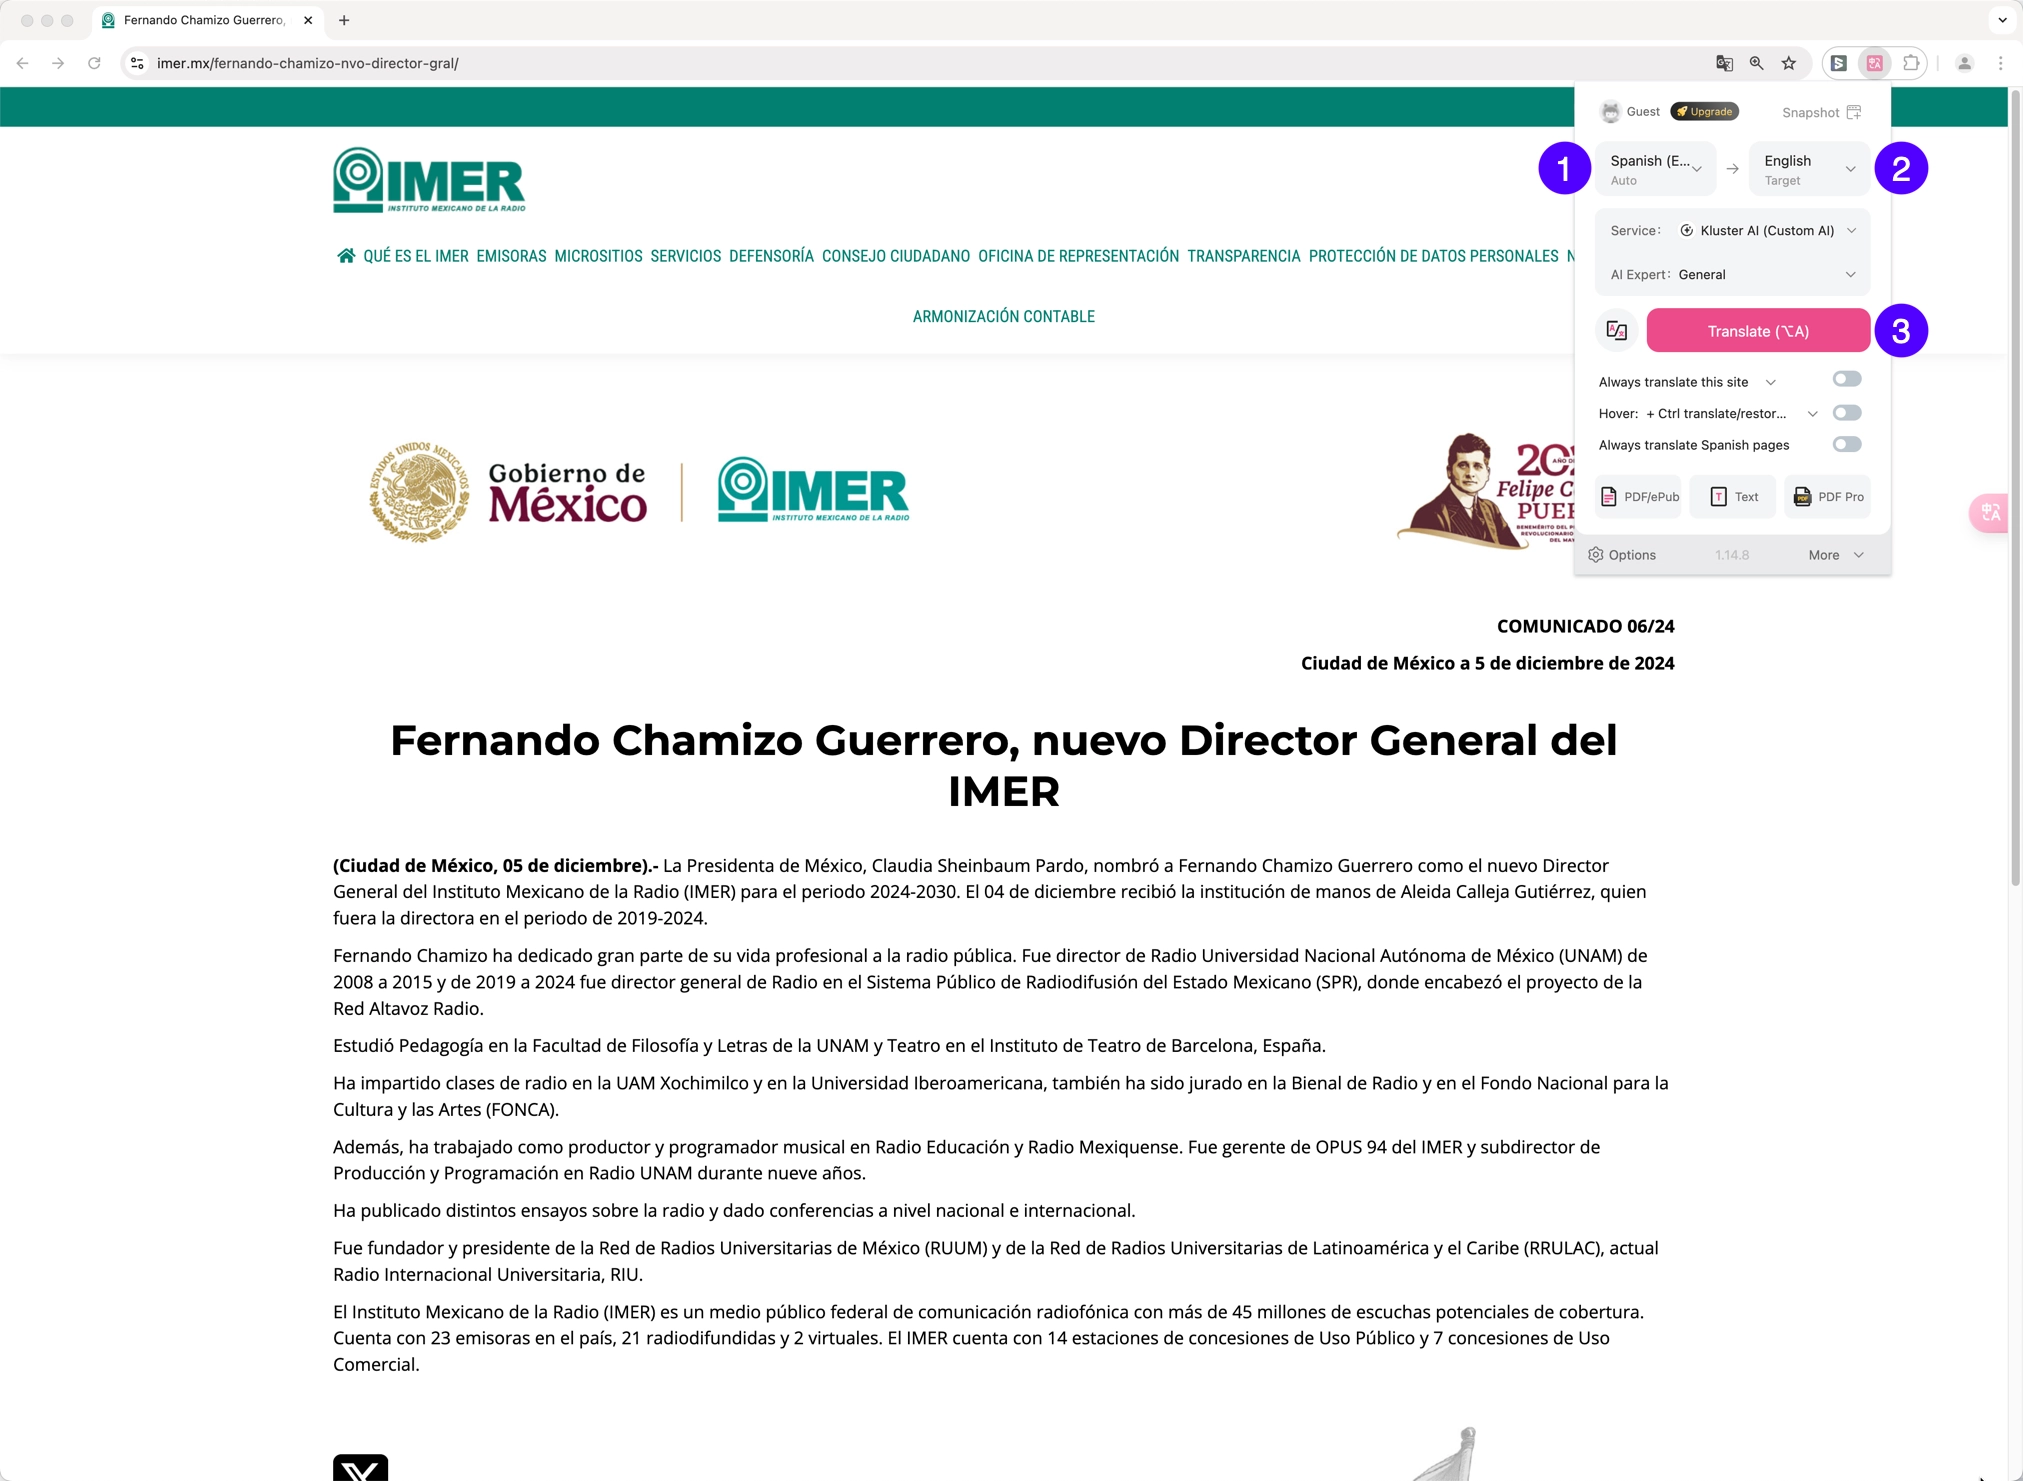 Fernando Chamizo Guerrero,
imer.mx/fernando-chamizo-nvo-director-gral/
Guest
Upgrade
Snapshot
IMER
INSTITUTO MEXICANO DE LA RADIO
1
Spanish (E...
Auto
English
Target
2
Service:
Kluster AI (Custom AI)
AI Expert:
General
QUÉ ES EL IMER EMISORAS MICROSITIOS SERVICIOS DEFENSORÍA CONSEJO CIUDADANO OFICINA DE REPRESENTACIÓN TRANSPARENCIA PROTECCIÓN DE DATOS PERSONALES N
ARMONIZACIÓN CONTABLE
Translate (⌥A)
3
Always translate this site
Hover: + Ctrl translate/restor...
Always translate Spanish pages
PDF/ePub
Text
PDF Pro
Options
1.14.8
More
ESTADOS UNIDOS MEXICANOS
Gobierno de
México
IMER
INSTITUTO MEXICANO DE LA RADIO
AÑO D
Felipe C
PUE
BENEMÉRITO DEL P
REVOLUCIONARIO
DEL MA
COMUNICADO 06/24
Ciudad de México a 5 de diciembre de 2024
Fernando Chamizo Guerrero, nuevo Director General del
IMER
(Ciudad de México, 05 de diciembre).- La Presidenta de México, Claudia Sheinbaum Pardo, nombró a Fernando Chamizo Guerrero como el nuevo Director
General del Instituto Mexicano de la Radio (IMER) para el periodo 2024-2030. El 04 de diciembre recibió la institución de manos de Aleida Calleja Gutiérrez, quien
fuera la directora en el periodo de 2019-2024.
Fernando Chamizo ha dedicado gran parte de su vida profesional a la radio pública. Fue director de Radio Universidad Nacional Autónoma de México (UNAM) de
2008 a 2015 y de 2019 a 2024 fue director general de Radio en el Sistema Público de Radiodifusión del Estado Mexicano (SPR), donde encabezó el proyecto de la
Red Altavoz Radio.
Estudió Pedagogía en la Facultad de Filosofía y Letras de la UNAM y Teatro en el Instituto de Teatro de Barcelona, España.
Ha impartido clases de radio en la UAM Xochimilco y en la Universidad Iberoamericana, también ha sido jurado en la Bienal de Radio y en el Fondo Nacional para la
Cultura y las Artes (FONCA).
Además, ha trabajado como productor y programador musical en Radio Educación y Radio Mexiquense. Fue gerente de OPUS 94 del IMER y subdirector de
Producción y Programación en Radio UNAM durante nueve años.
Ha publicado distintos ensayos sobre la radio y dado conferencias a nivel nacional e internacional.
Fue fundador y presidente de la Red de Radios Universitarias de México (RUUM) y de la Red de Radios Universitarias de Latinoamérica y el Caribe (RRULAC), actual
Radio Internacional Universitaria, RIU.
El Instituto Mexicano de la Radio (IMER) es un medio público federal de comunicación radiofónica con más de 45 millones de escuchas potenciales de cobertura.
Cuenta con 23 emisoras en el país, 21 radiodifundidas y 2 virtuales. El IMER cuenta con 14 estaciones de concesiones de Uso Público y 7 concesiones de Uso
Comercial.